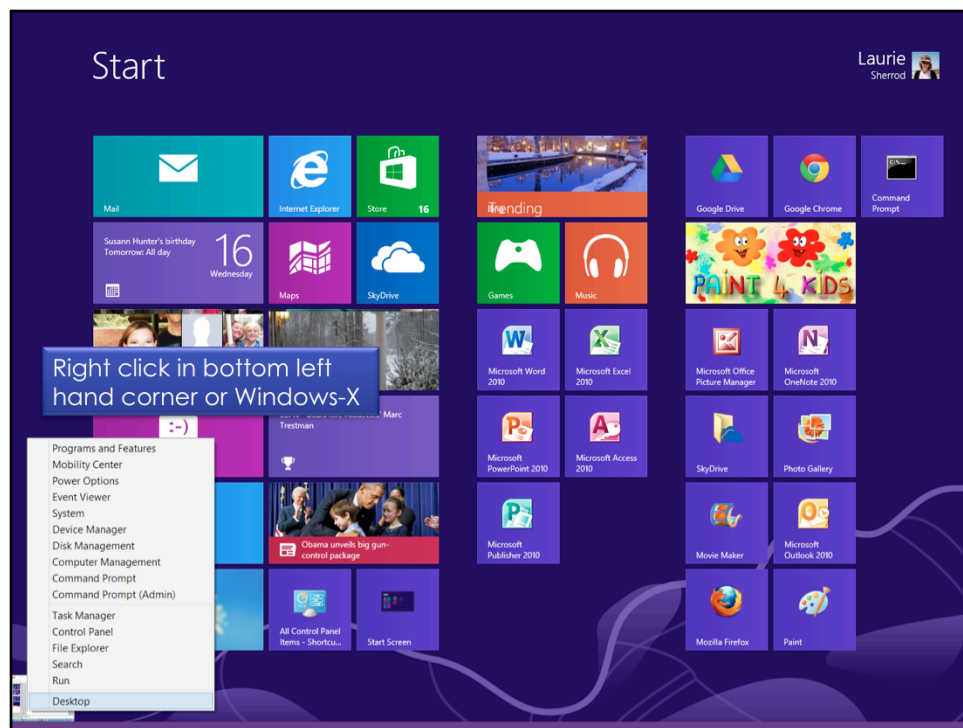 Start
Laurie
Sherrod
Mail
Internet Explorer
Store
16
Trending
Google Drive
Google Chrome
Command
Prompt
Susann Hunter's birthday
Tomorrow: All day
16
Wednesday
Maps
SkyDrive
Games
Music
PAINT 4 KIDS
Right click in bottom left
hand corner or Windows-X
Microsoft Word
2010
Microsoft Excel
2010
Microsoft Office
Picture Manager
Microsoft
OneNote 2010
:-)
Marc
Trestman
Microsoft
PowerPoint 2010
Microsoft Access
2010
SkyDrive
Photo Gallery
Obama unveils big gun-
control package
Microsoft
Publisher 2010
Movie Maker
Microsoft
Outlook 2010
All Control Panel
Items - Shortcu...
Start Screen
Mozilla Firefox
Paint
Programs and Features
Mobility Center
Power Options
Event Viewer
System
Device Manager
Disk Management
Computer Management
Command Prompt
Command Prompt (Admin)
Task Manager
Control Panel
File Explorer
Search
Run
Desktop